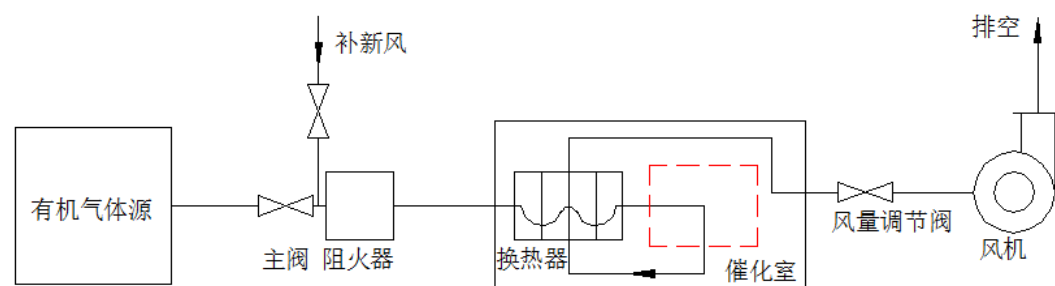 排空
补新风
有机气体源
主阀
阻火器
换热器
催化室
风量调节阀
风机